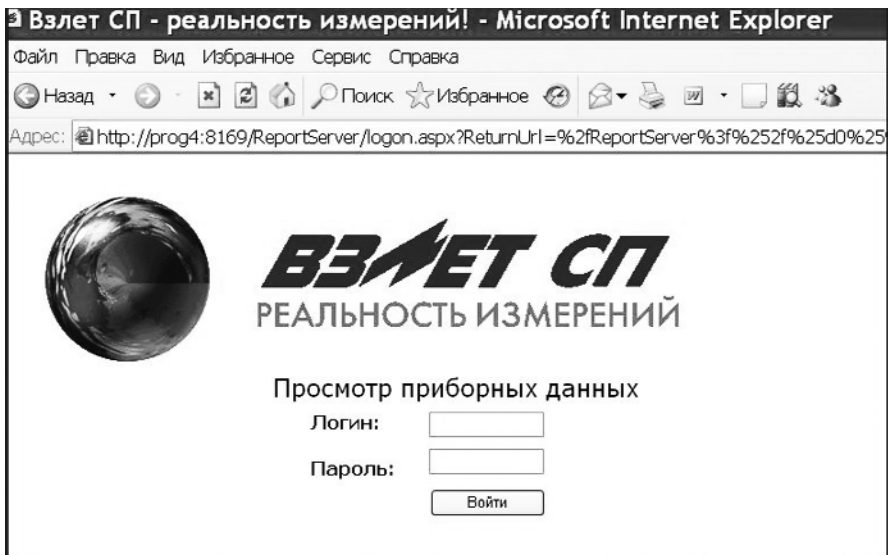 Взлет СП - реальность измерений! - Microsoft Internet Explorer
Файл Правка Вид Избранное Сервис Справка
Назад Поиск Избранное
Адрес: http://prog4:8169/ReportServer/logon.aspx?ReturnUrl=%2fReportServer%3f%252f%25d0%25
ВЗЛЕТ СП
РЕАЛЬНОСТЬ ИЗМЕРЕНИЙ
Просмотр приборных данных
Логин:
Пароль:
Войти